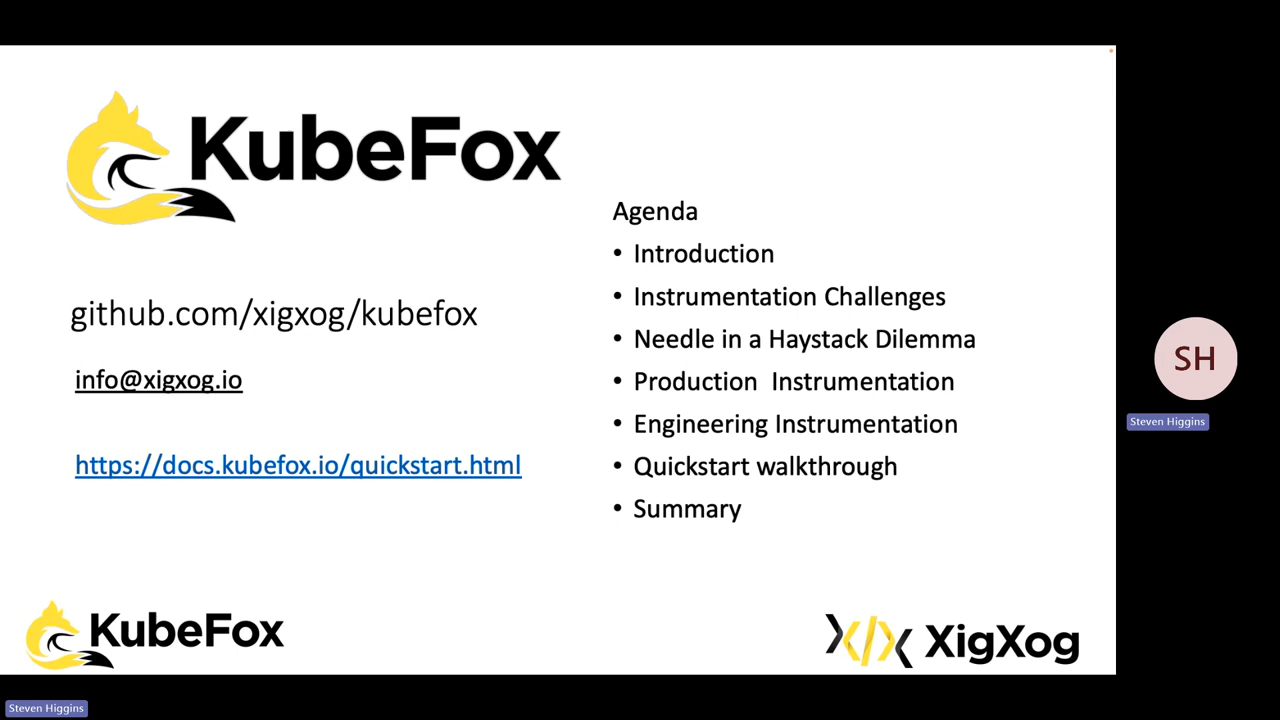 KubeFox
github.com/xigxog/kubefox
info@xigxog.io
https://docs.kubefox.io/quickstart.html
Agenda
• Introduction
• Instrumentation Challenges
• Needle in a Haystack Dilemma
• Production  Instrumentation
• Engineering Instrumentation
• Quickstart walkthrough
• Summary
KubeFox
XigXog
SH
Steven Higgins
Steven Higgins